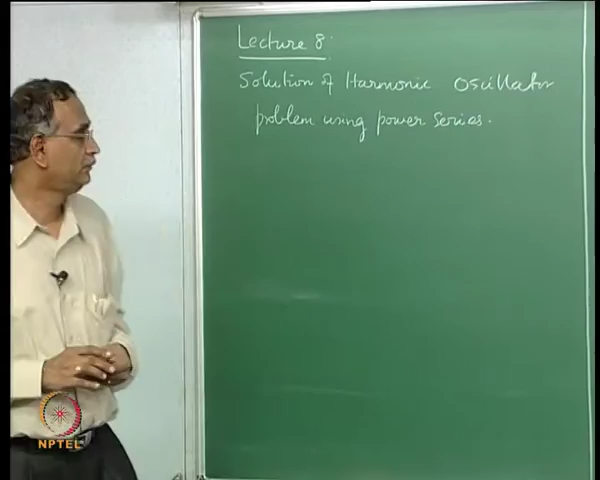 Lecture 8:
Solution of Harmonic Oscillator
problem using power series.
NPTEL